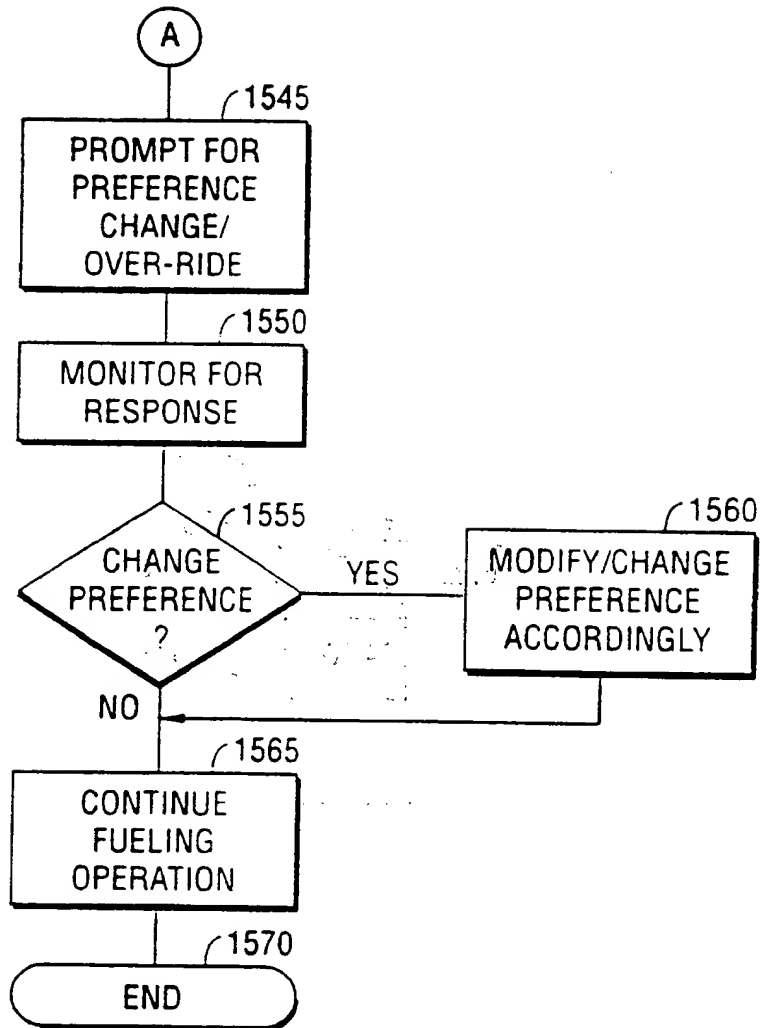 A
1545
PROMPT FOR
PREFERENCE
CHANGE/
OVER-RIDE
1550
MONITOR FOR
RESPONSE
1555
CHANGE
PREFERENCE
?
YES
1560
MODIFY/CHANGE
PREFERENCE
ACCORDINGLY
NO
1565
CONTINUE
FUELING
OPERATION
1570
END